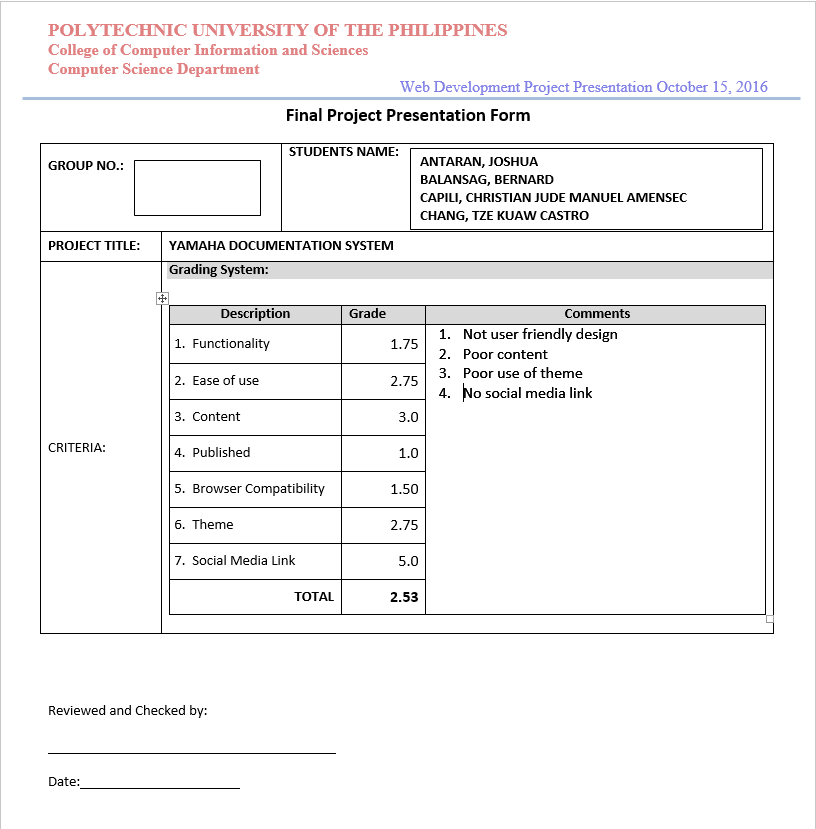 POLYTECHNIC UNIVERSITY OF THE PHILIPPINES
College of Computer Information and Sciences
Computer Science Department
Web Development Project Presentation October 15, 2016
Final Project Presentation Form
GROUP NO.:
STUDENTS NAME:
ANTARAN, JOSHUA
BALANSAG, BERNARD
CAPILI, CHRISTIAN JUDE MANUEL AMENSEC
CHANG, TZE KUAW CASTRO
PROJECT TITLE: YAMAHA DOCUMENTATION SYSTEM
CRITERIA:
Grading System:
Description Grade Comments
1. Functionality 1.75
2. Ease of use 2.75
3. Content 3.0
4. Published 1.0
5. Browser Compatibility 1.50
6. Theme 2.75
7. Social Media Link 5.0
TOTAL 2.53
1. Not user friendly design
2. Poor content
3. Poor use of theme
4. No social media link
Reviewed and Checked by:
Date: